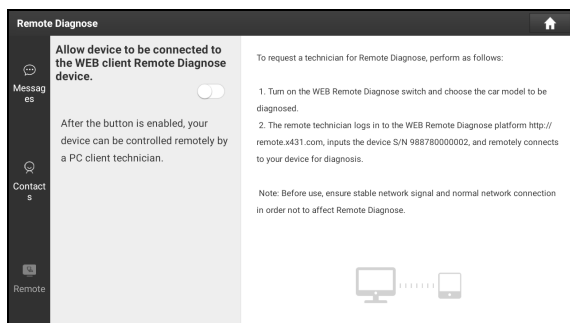 Remote Diagnose
Messag
es
Contact
s
Remote
Allow device to be connected to
the WEB client Remote Diagnose
device.
After the button is enabled, your
device can be controlled remotely by
a PC client technician.
To request a technician for Remote Diagnose, perform as follows:
1. Turn on the WEB Remote Diagnose switch and choose the car model to be
diagnosed.
2. The remote technician logs in to the WEB Remote Diagnose platform http://
remote.x431.com, inputs the device S/N 988780000002, and remotely connects
to your device for diagnosis.
Note: Before use, ensure stable network signal and normal network connection
in order not to affect Remote Diagnose.